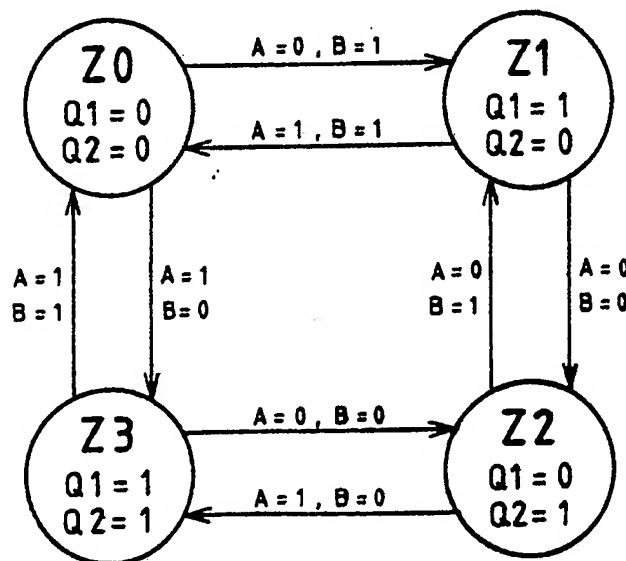 Z0
Q1 = 0
Q2 = 0
A = 0 , B = 1
A = 1 , B = 1
Z1
Q1 = 1
Q2 = 0
A = 1
B = 1
A = 1
B = 0
A = 0
B = 1
A = 0
B = 0
Z3
Q1 = 1
Q2 = 1
A = 0 , B = 0
A = 1 , B = 0
Z2
Q1 = 0
Q2 = 1